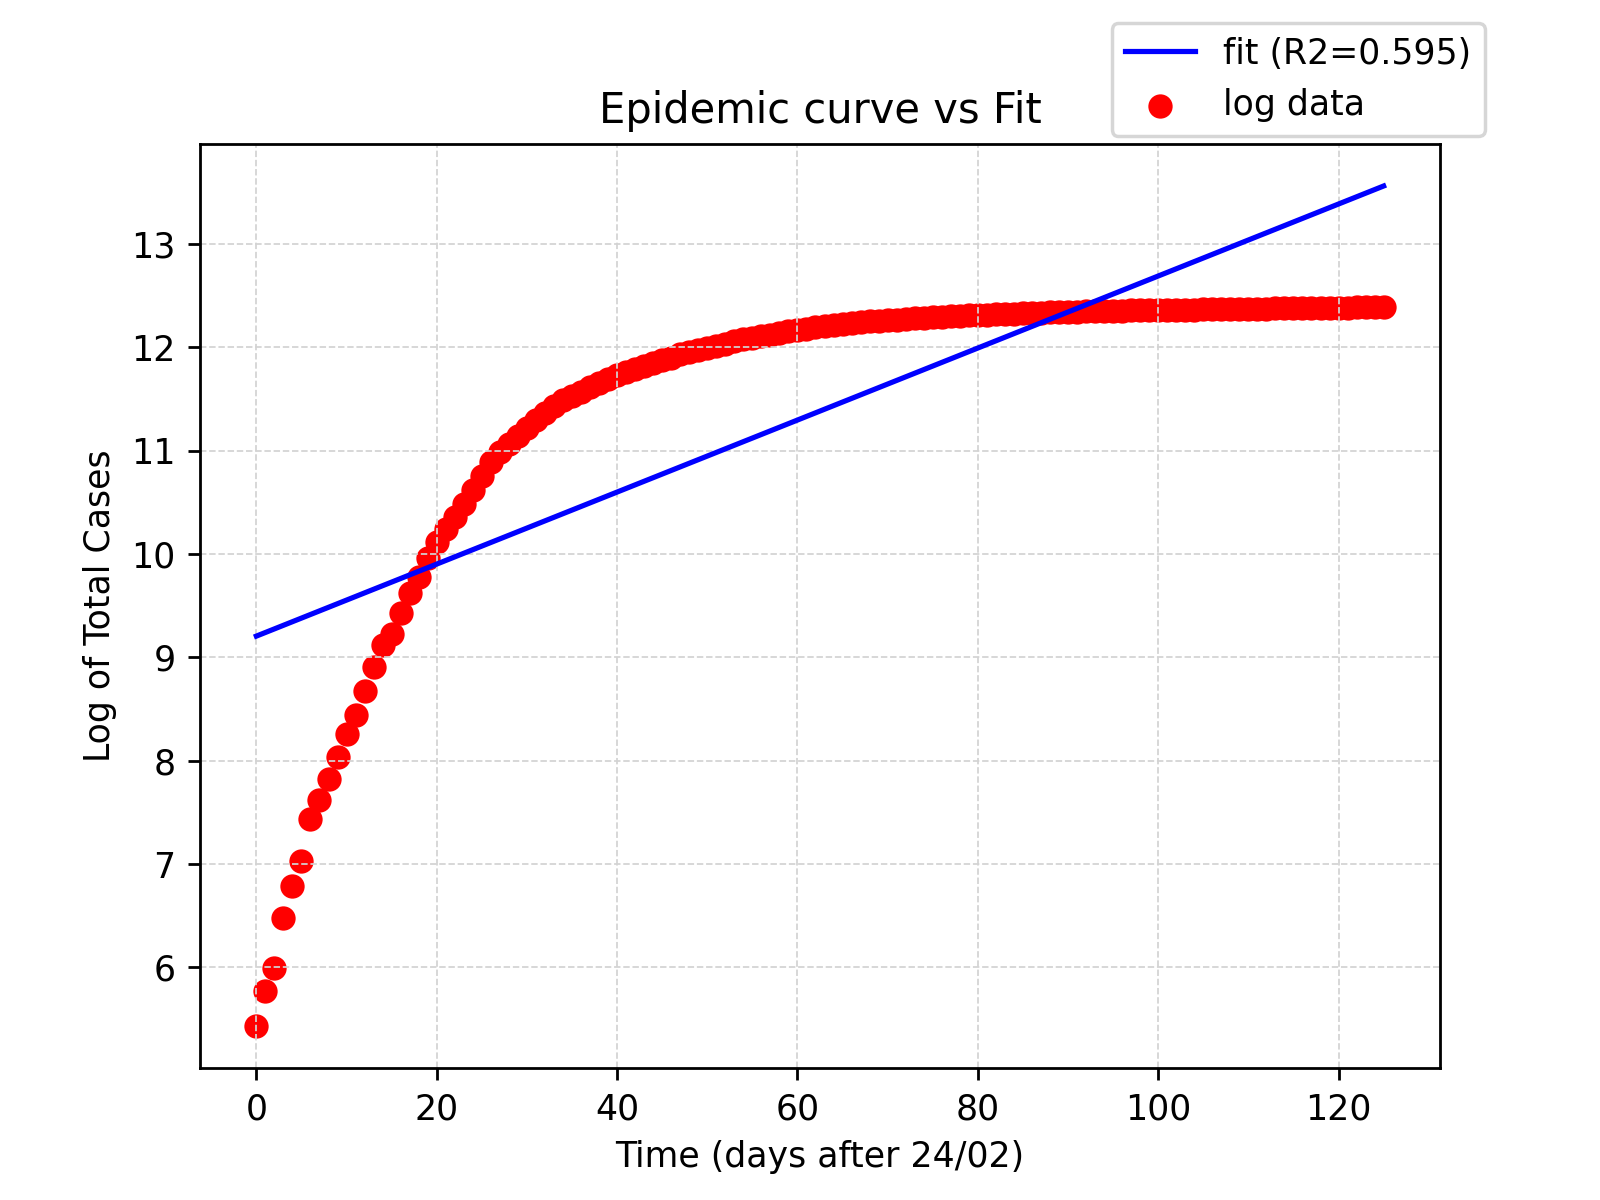 fit (R2=0.595)
log data
Epidemic curve vs Fit
Log of Total Cases
13
12
11
10
9
8
7
6
0 20 40 60 80 100 120
Time (days after 24/02)